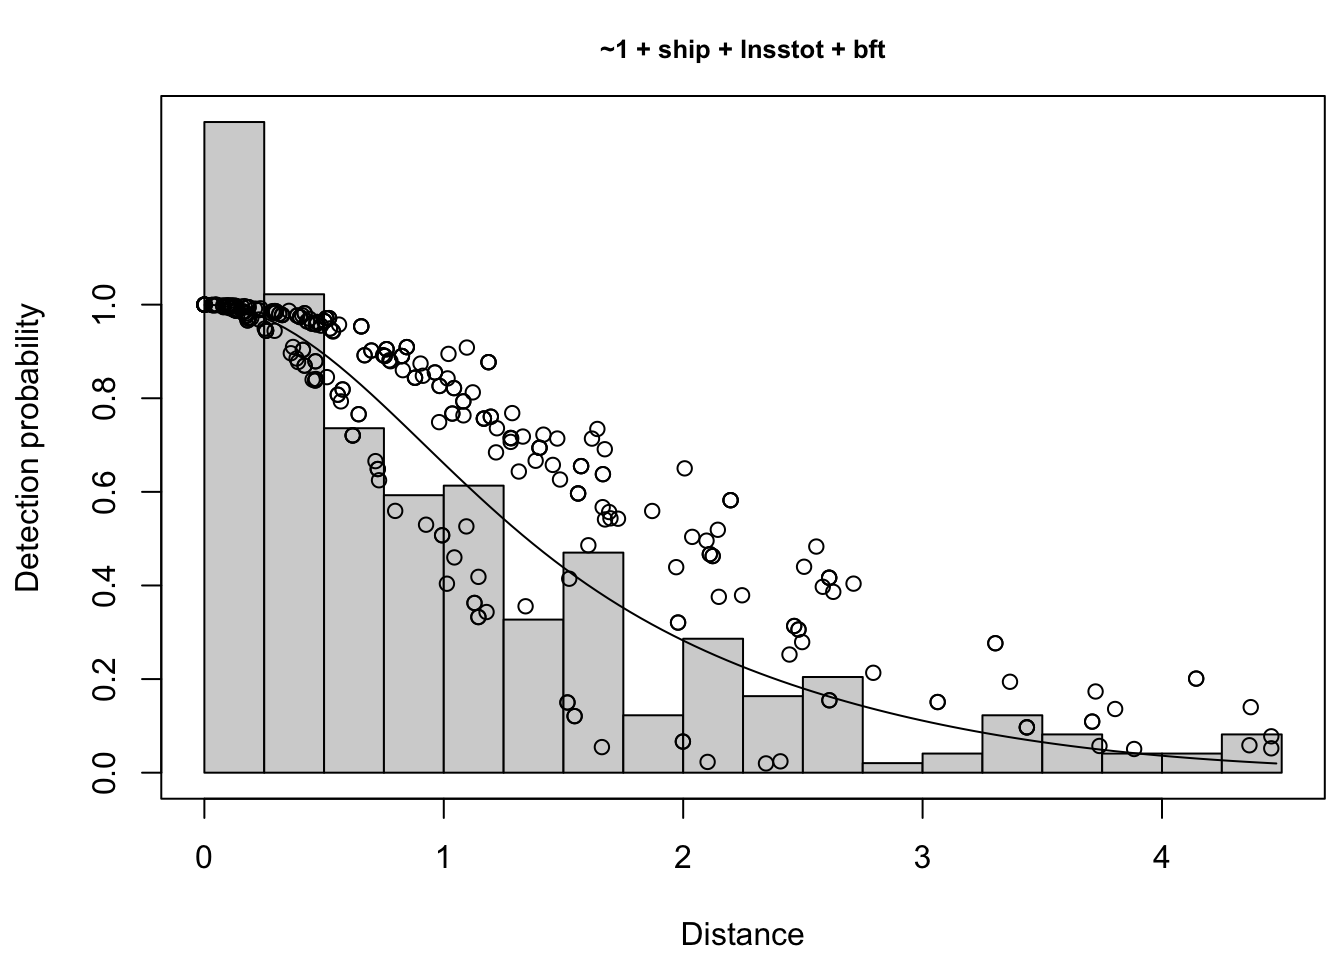 ~1 + ship + lnsstot + bft
Detection probability
1.0
0.8
0.6
0.4
0.2
0.0
0 1 2 3 4
Distance